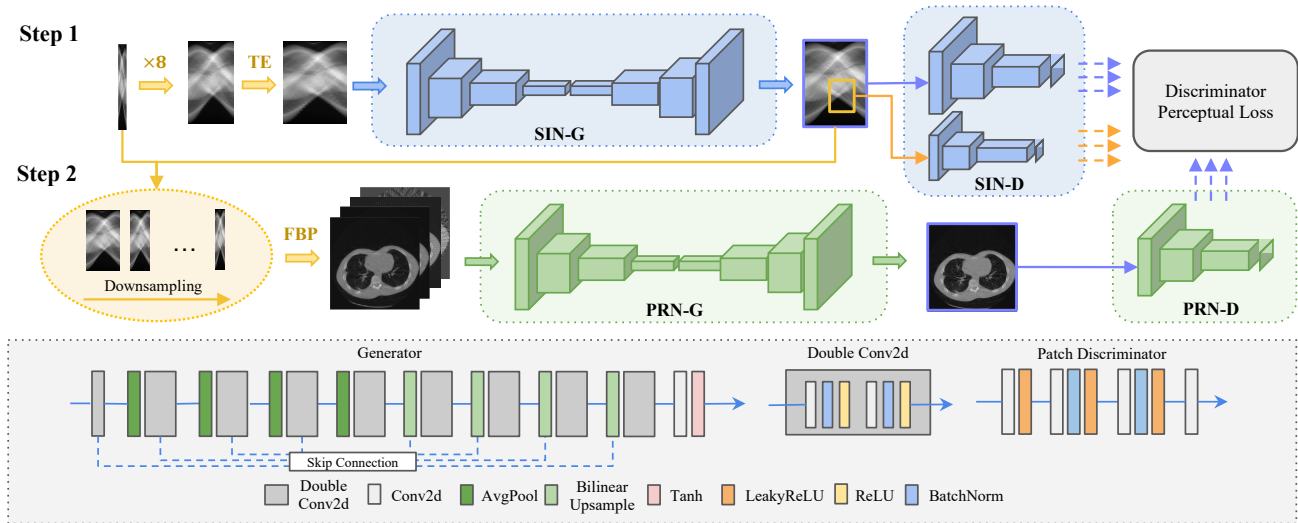 Step 1
×8
TE
SIN-G
SIN-D
Discriminator
Perceptual Loss
Step 2
Downsampling
...
FBP
PRN-G
PRN-D
Generator
Double Conv2d
Patch Discriminator
Skip Connection
Double
Conv2d
Conv2d
AvgPool
Bilinear
Upsample
Tanh
LeakyReLU
ReLU
BatchNorm